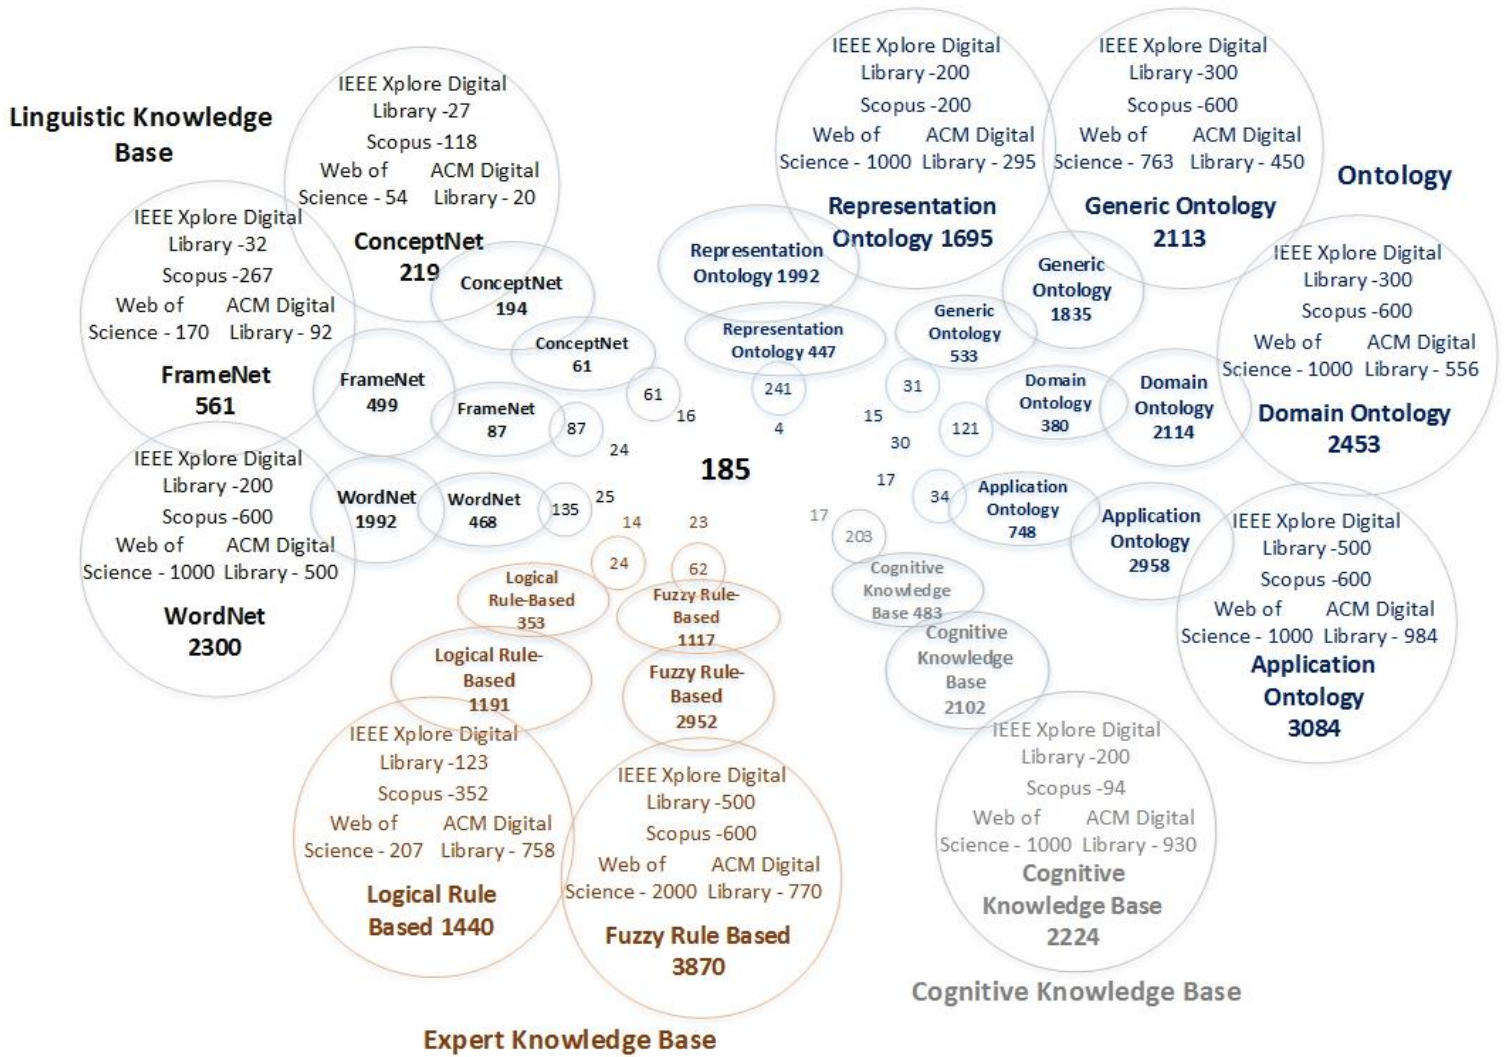 Linguistic Knowledge
Base
IEEE Xplore Digital
Library -27
Scopus -118
Web of ACM Digital
Science - 54 Library - 20
ConceptNet
219
ConceptNet
194
ConceptNet
61
61
16
IEEE Xplore Digital
Library -32
Scopus -267
Web of ACM Digital
Science - 170 Library - 92
FrameNet
561
FrameNet
499
FrameNet
87
87
24
IEEE Xplore Digital
Library -200
Scopus -600
Web of ACM Digital
Science - 1000 Library - 500
WordNet
2300
WordNet
1992
WordNet
468
135
25
185
Ontology
IEEE Xplore Digital
Library -200
Scopus -200
Web of ACM Digital
Science - 1000 Library - 295
Representation
Ontology 1695
Representation
Ontology 1992
Representation
Ontology 447
241
4
IEEE Xplore Digital
Library -300
Scopus -600
Web of ACM Digital
Science - 763 Library - 450
Generic Ontology
2113
Generic
Ontology
1835
Generic
Ontology
533
31
15
IEEE Xplore Digital
Library -300
Scopus -600
Web of ACM Digital
Science - 1000 Library - 556
Domain Ontology
2453
Domain
Ontology
2114
Domain
Ontology
380
121
30
IEEE Xplore Digital
Library -500
Scopus -600
Web of ACM Digital
Science - 1000 Library - 984
Application
Ontology
3084
Application
Ontology
2958
Application
Ontology
748
34
17
17
203
Cognitive
Knowledge
Base 483
Cognitive
Knowledge
Base
2102
IEEE Xplore Digital
Library -200
Scopus -94
Web of ACM Digital
Science - 1000 Library - 930
Cognitive
Knowledge Base
2224
Cognitive Knowledge Base
14
24
Logical
Rule-Based
353
Logical Rule-
Based
1191
IEEE Xplore Digital
Library -123
Scopus -352
Web of ACM Digital
Science - 207 Library - 758
Logical Rule
Based 1440
23
62
Fuzzy Rule-
Based
1117
Fuzzy Rule-
Based
2952
IEEE Xplore Digital
Library -500
Scopus -600
Web of ACM Digital
Science - 2000 Library - 770
Fuzzy Rule Based
3870
Expert Knowledge Base